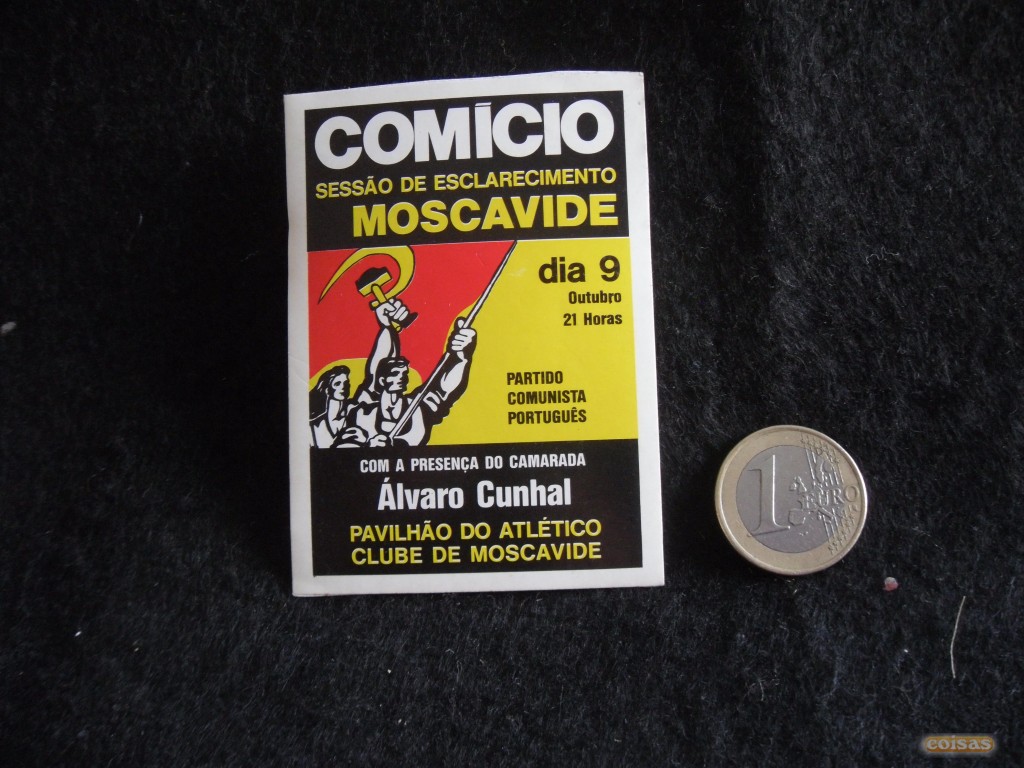 COMÍCIO
SESSÃO DE ESCLARECIMENTO
MOSCAVIDE
dia 9
Outubro
21 Horas
PARTIDO
COMUNISTA
PORTUGUÊS
COM A PRESENÇA DO CAMARADA
Álvaro Cunhal
PAVILHÃO DO ATLÉTICO
CLUBE DE MOSCAVIDE
1 EURO
coisas